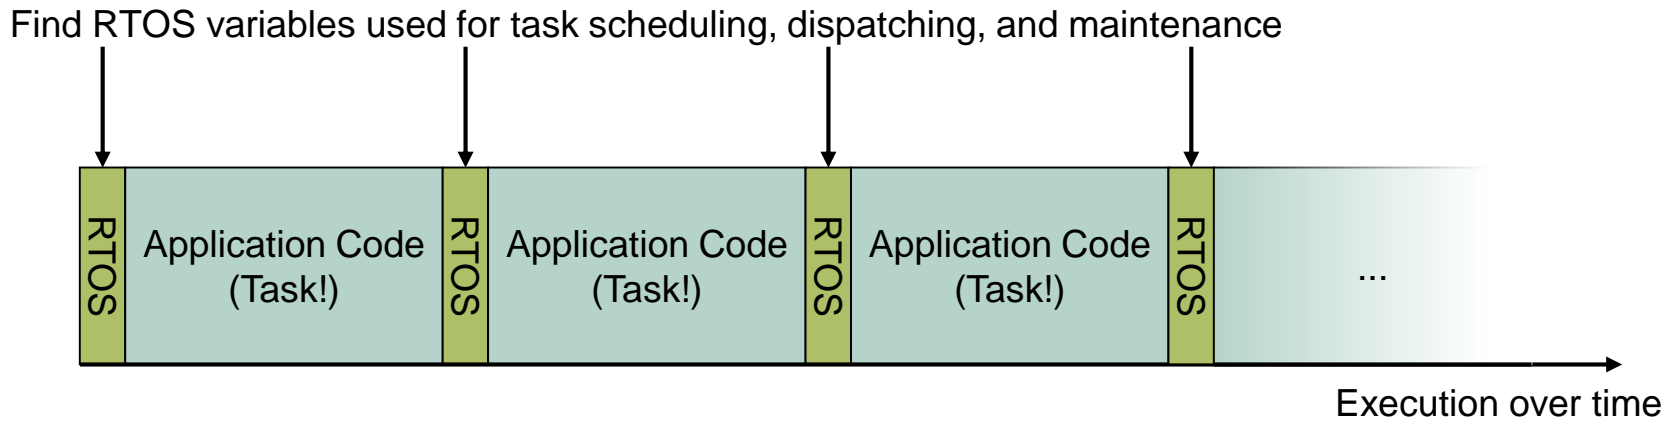 Find RTOS variables used for task scheduling, dispatching, and maintenance
RTOS
Application Code
(Task!)
RTOS
Application Code
(Task!)
RTOS
Application Code
(Task!)
RTOS
...
Execution over time